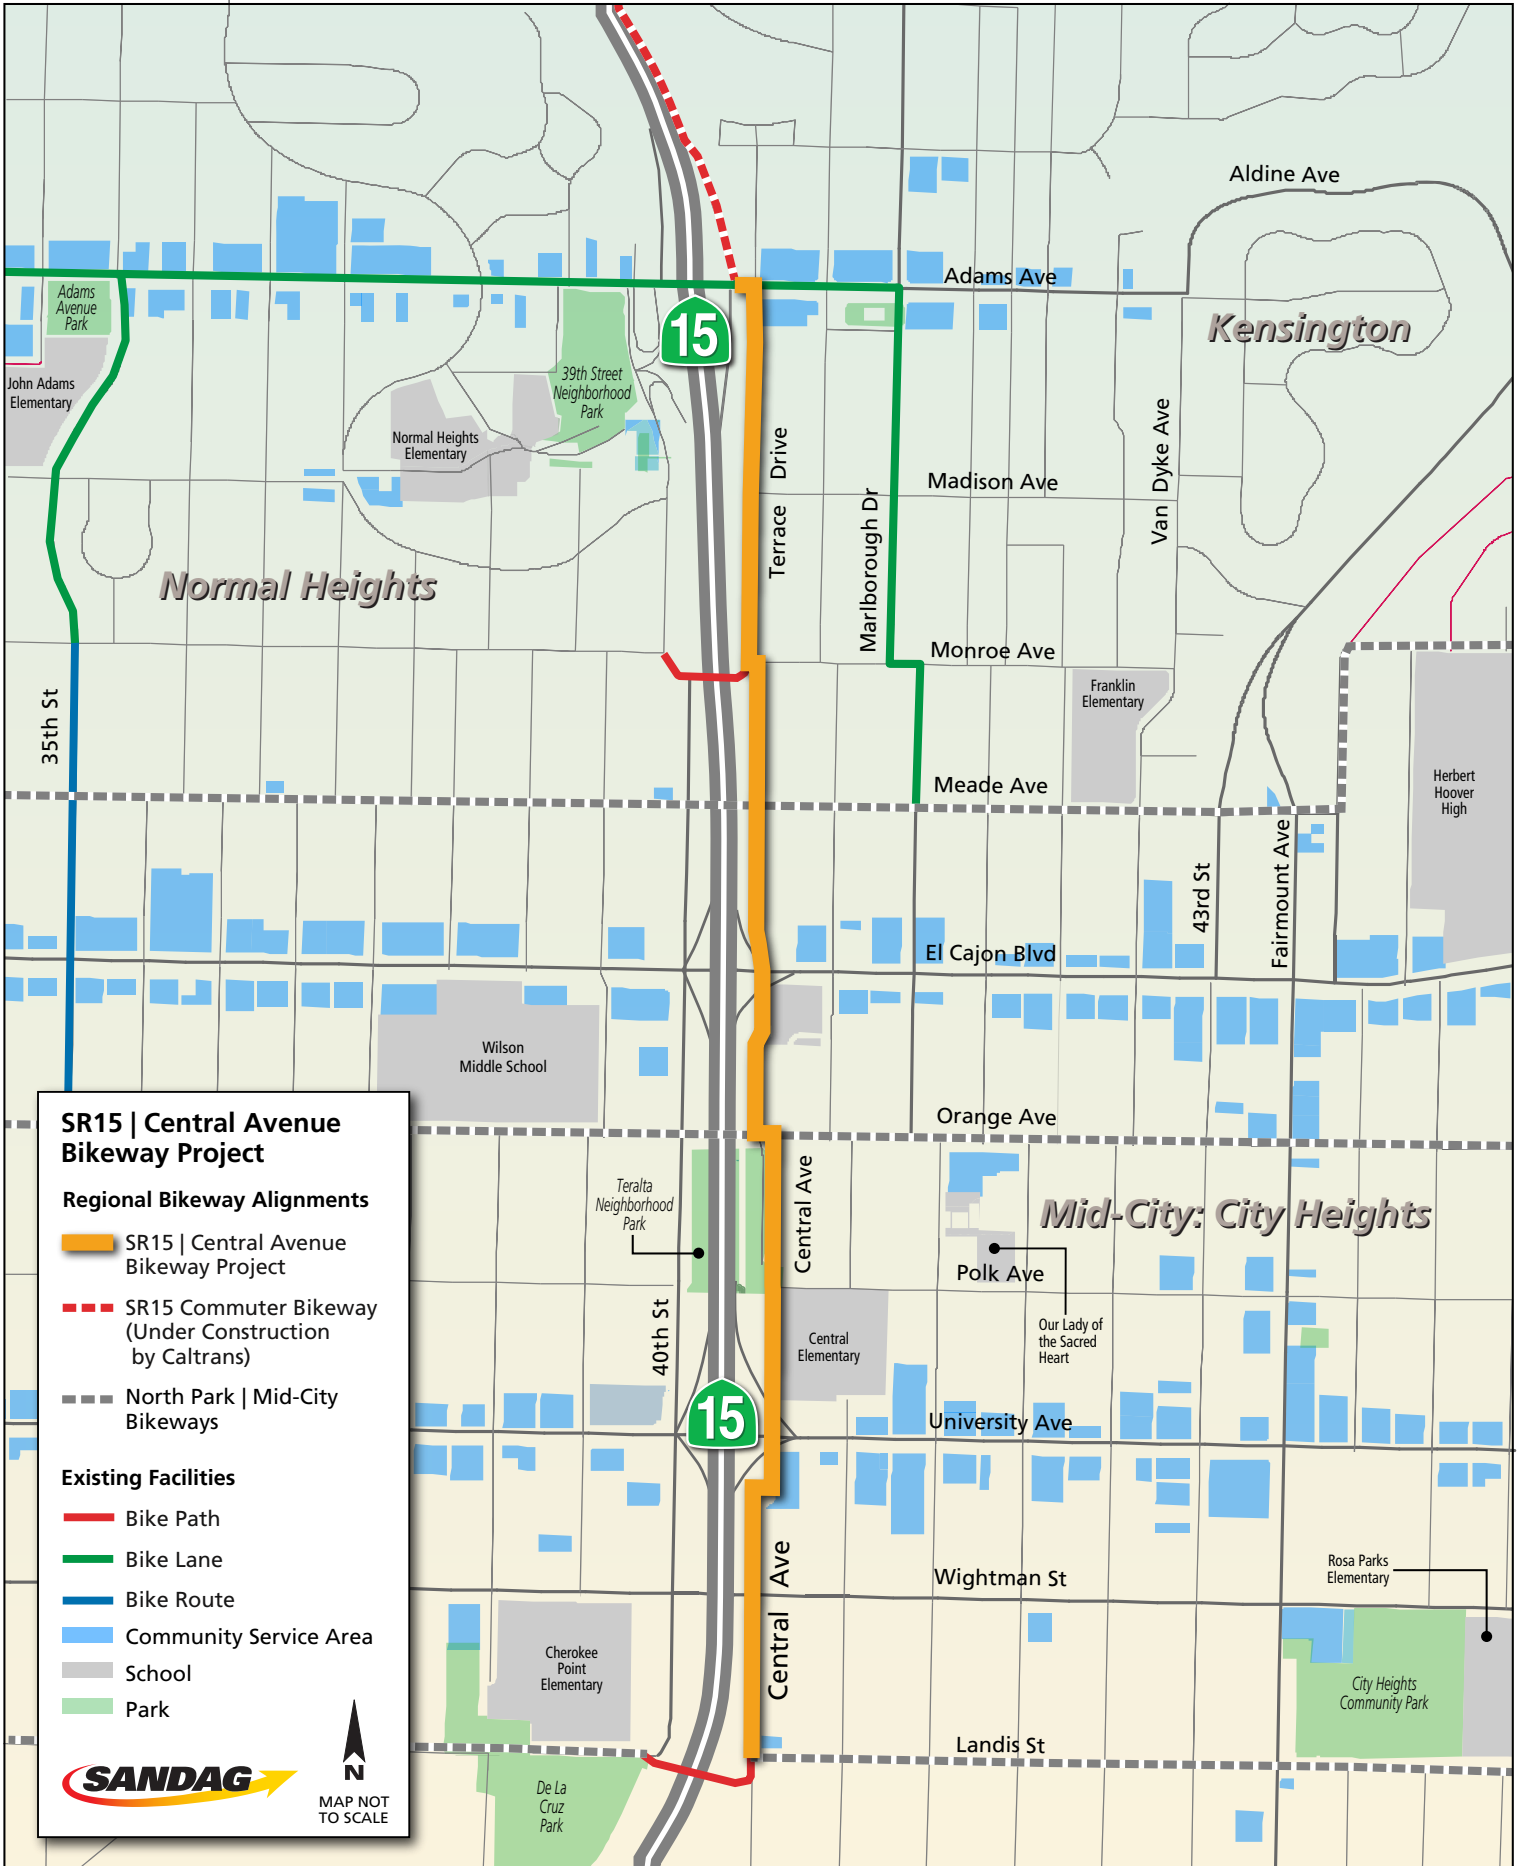 Aldine Ave
Adams Ave
Kensington
Adams
Avenue
Park
15
John Adams
Elementary
39th Street
Neighborhood
Park
Normal Heights
Elementary
Terrace Drive
Marlborough Dr
Madison Ave
Van Dyke Ave
Normal Heights
Monroe Ave
Franklin
Elementary
35th St
Meade Ave
Herbert
Hoover
High
43rd St
Fairmount Ave
El Cajon Blvd
Wilson
Middle School
Orange Ave
Teralta
Neighborhood
Park
Central Ave
Mid-City: City Heights
Polk Ave
40th St
Central
Elementary
Our Lady of
the Sacred
Heart
15
University Ave
Central Ave
Wightman St
Rosa Parks
Elementary
Cherokee
Point
Elementary
City Heights
Community Park
Landis St
De La
Cruz
Park
SR15 | Central Avenue
Bikeway Project
Regional Bikeway Alignments
SR15 | Central Avenue
Bikeway Project
SR15 Commuter Bikeway
(Under Construction
by Caltrans)
North Park | Mid-City
Bikeways
Existing Facilities
Bike Path
Bike Lane
Bike Route
Community Service Area
School
Park
SANDAG
N
MAP NOT
TO SCALE